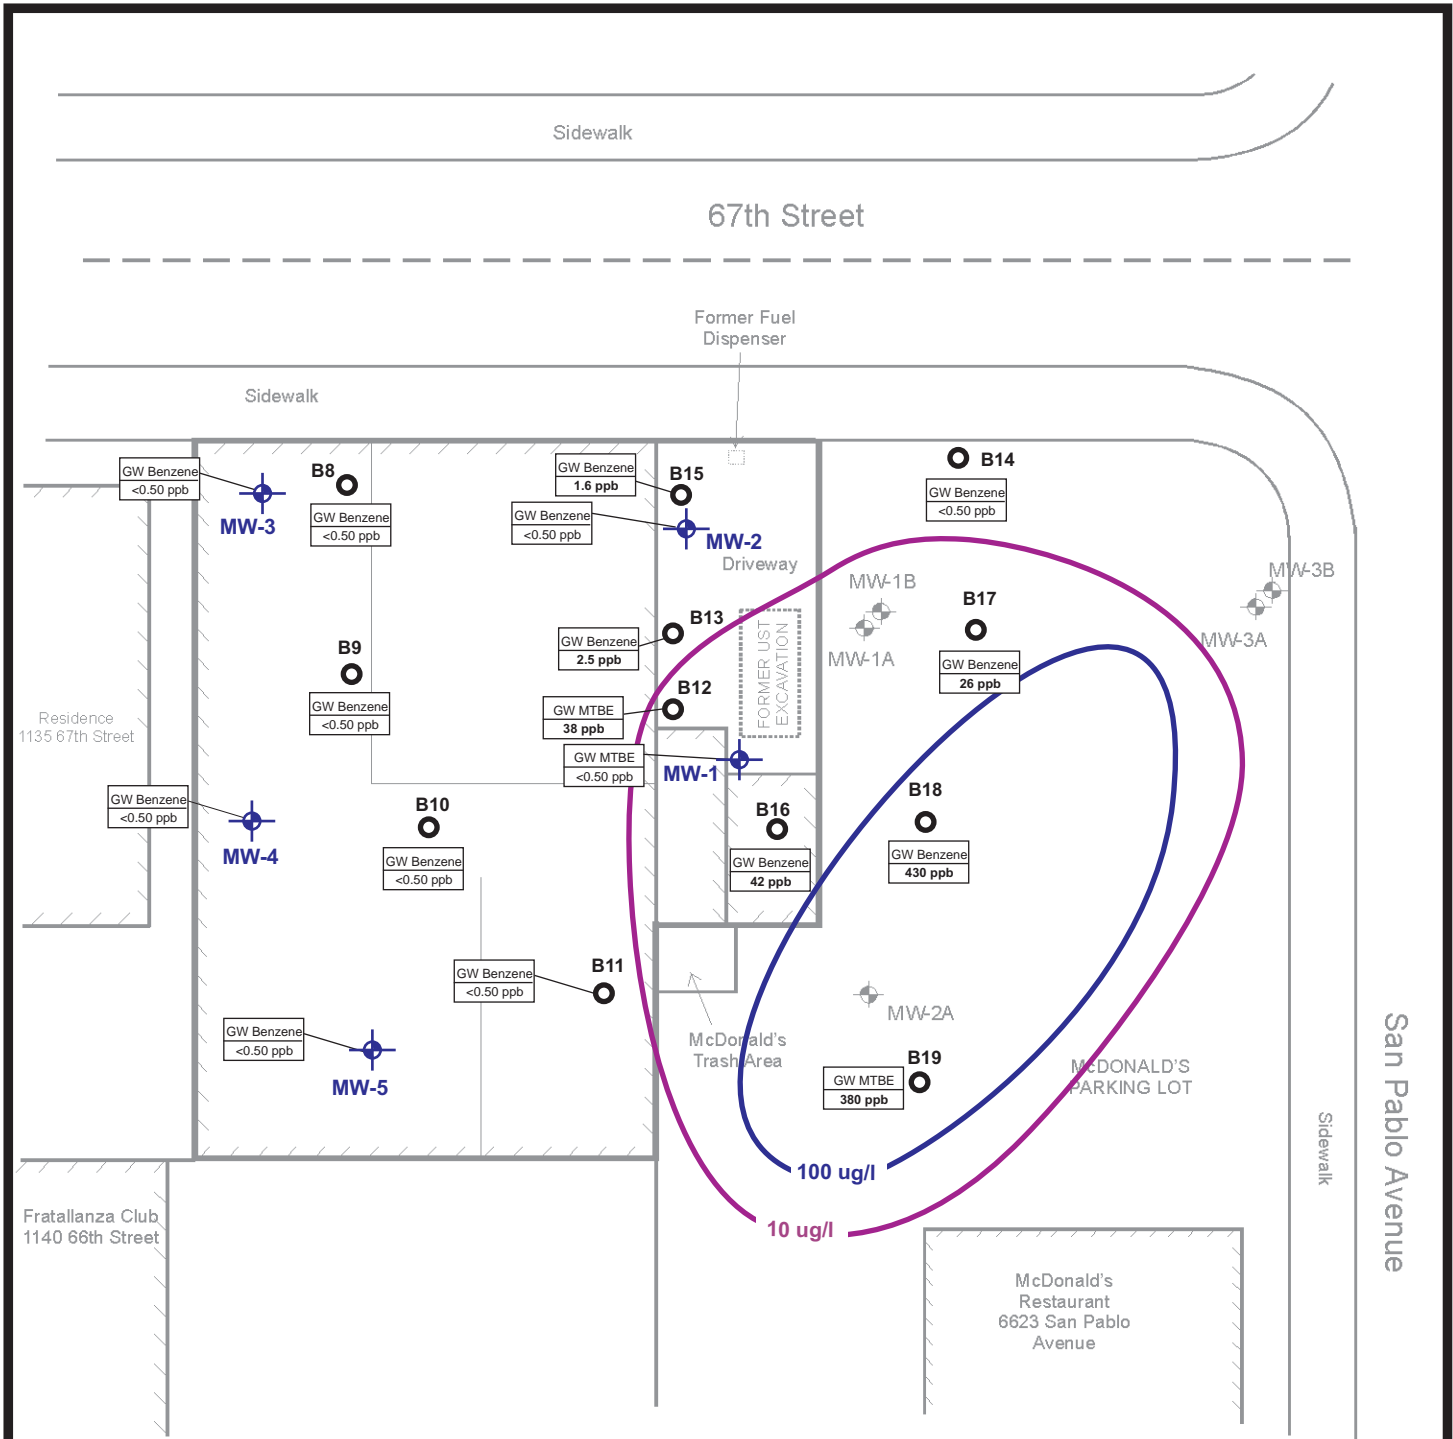 Sidewalk
67th Street
Former Fuel
Dispenser
Sidewalk
GW Benzene
<0.50 ppb
MW-3
B8
GW Benzene
<0.50 ppb
GW Benzene
1.6 ppb
B15
GW Benzene
<0.50 ppb
MW-2
Driveway
B14
GW Benzene
<0.50 ppb
MW-1B
MW-1A
B17
GW Benzene
26 ppb
MW-3B
MW-3A
B13
GW Benzene
2.5 ppb
FORMER UST
EXCAVATION
B9
GW Benzene
<0.50 ppb
B12
GW MTBE
38 ppb
GW MTBE
<0.50 ppb
MW-1
Residence
1135 67th Street
GW Benzene
<0.50 ppb
MW-4
B10
GW Benzene
<0.50 ppb
B16
GW Benzene
42 ppb
B18
GW Benzene
430 ppb
B11
GW Benzene
<0.50 ppb
GW Benzene
<0.50 ppb
MW-5
McDonald's
Trash Area
MW-2A
B19
GW MTBE
380 ppb
McDONALD'S
PARKING LOT
100 ug/l
10 ug/l
Sidewalk
San Pablo Avenue
Fratallanza Club
1140 66th Street
McDonald's
Restaurant
6623 San Pablo
Avenue